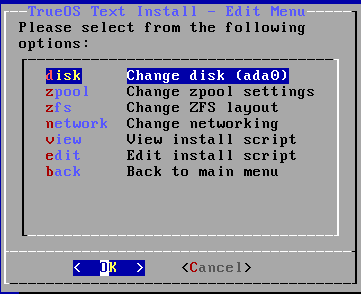 TrueOS Text Install - Edit Menu
Please select from the following
options:
disk Change disk (ada0)
zpool Change zpool settings
zfs Change ZFS layout
network Change networking
view View install script
edit Edit install script
back Back to main menu
< OK > <Cancel>